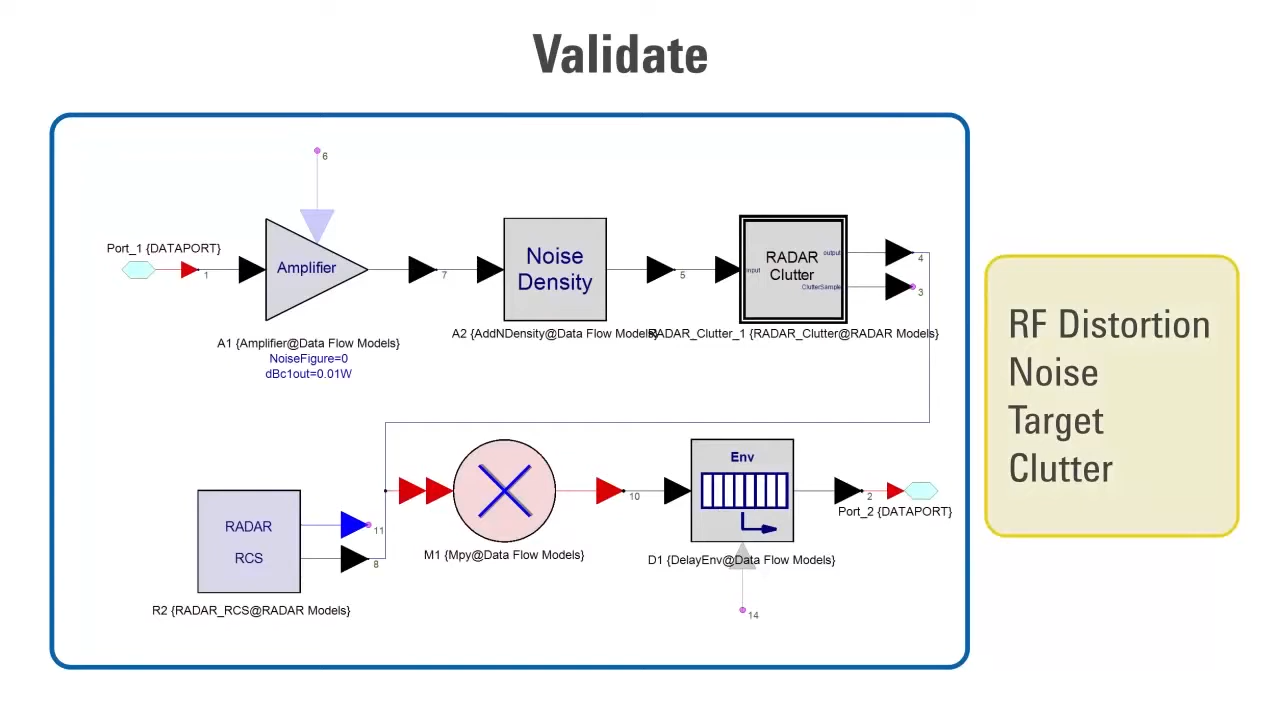 Validate
6
Port_1 {DATAPORT}
1
Amplifier
7
Noise
Density
5
input
RADAR
Clutter
output
ClutterSample
4
3
A1 {Amplifier@Data Flow Models}
NoiseFigure=0
dBc1out=0.01W
A2 {AddNDensity@Data Flow Models}
RADAR_Clutter_1 {RADAR_Clutter@RADAR Models}
RF Distortion
Noise
Target
Clutter
RADAR
RCS
11
8
R2 {RADAR_RCS@RADAR Models}
M1 {Mpy@Data Flow Models}
10
Env
D1 {DelayEnv@Data Flow Models}
14
2
Port_2 {DATAPORT}